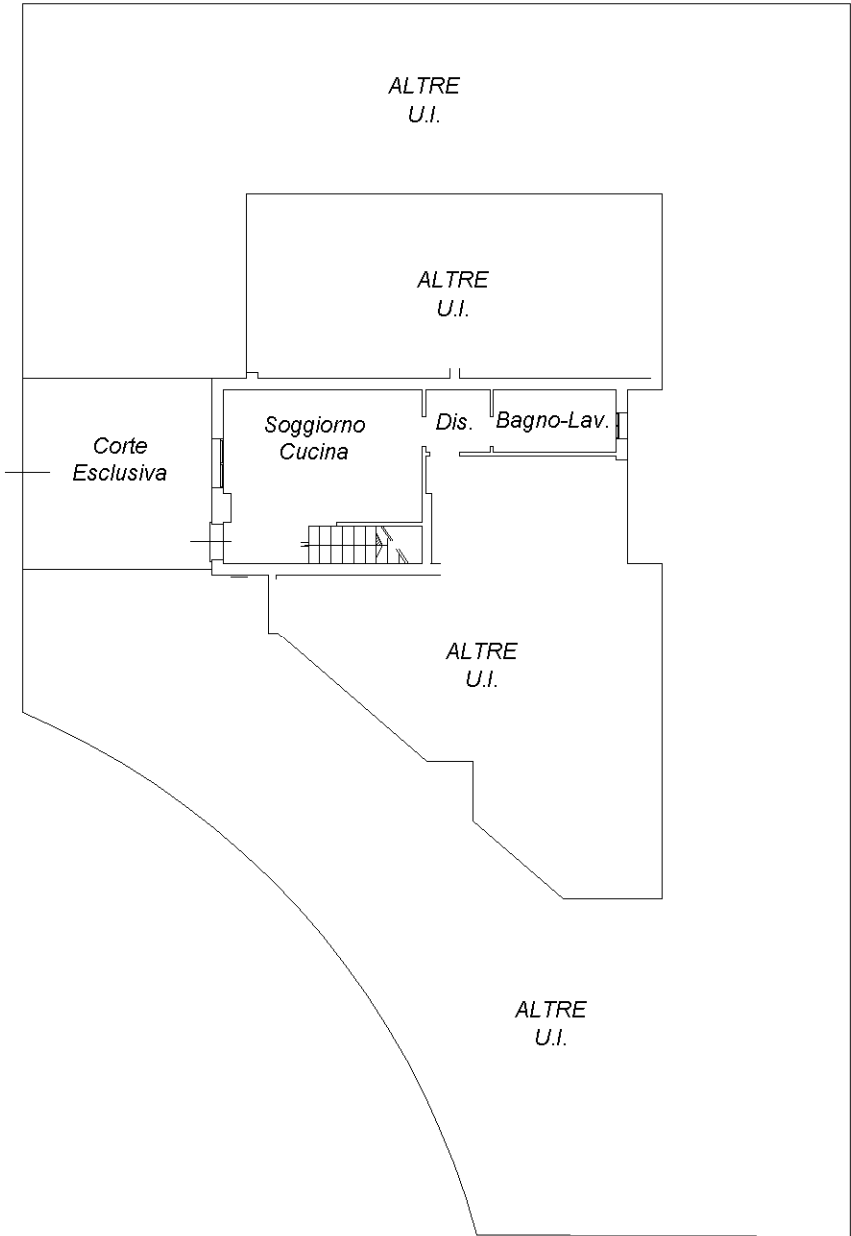 ALTRE
U.I.
ALTRE
U.I.
Corte
Esclusiva
Soggiorno
Cucina
Dis.
Bagno-Lav.
ALTRE
U.I.
ALTRE
U.I.